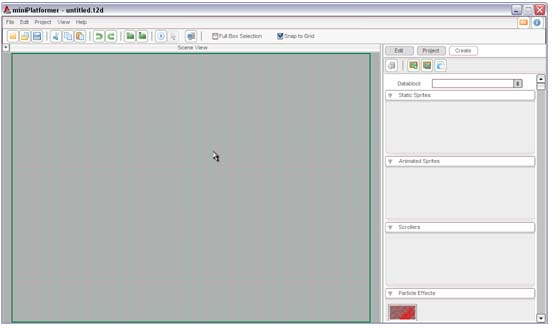 miniPlatformer - untitled.t2d
File Edit Project View Help
Full Box Selection Snap to Grid
Scene View
Edit Project Create
Datablock
Static Sprites
Animated Sprites
Scrollers
Particle Effects